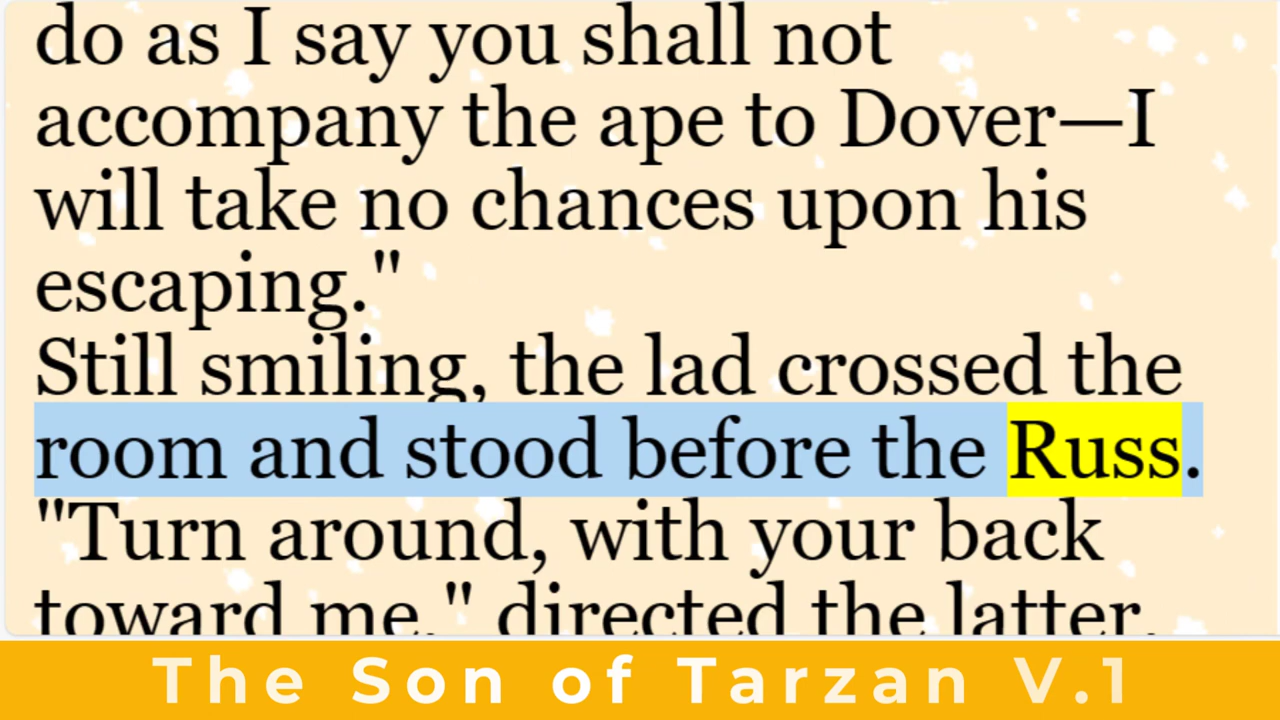 do as I say you shall not
accompany the ape to Dover—I
will take no chances upon his
escaping."
Still smiling, the lad crossed the
room and stood before the Russ.
"Turn around, with your back
toward me," directed the latter,
The Son of Tarzan V.1